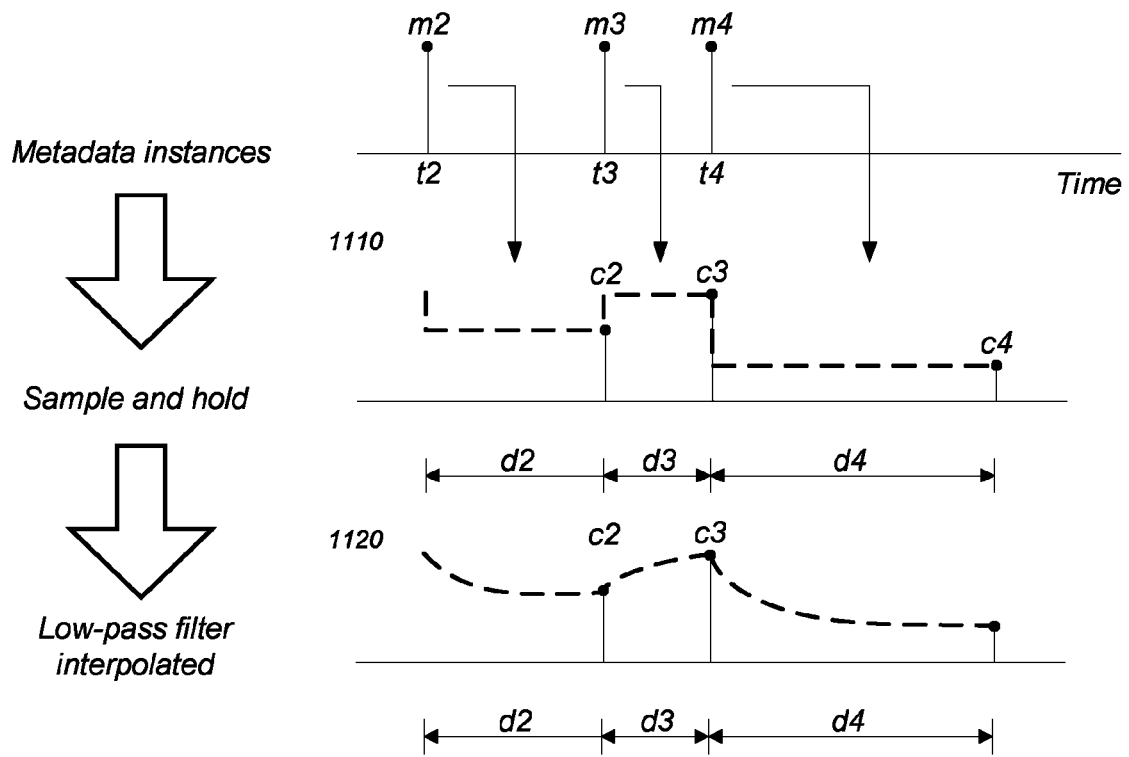 m2 m3 m4
Metadada instances
t2 t3 t4
Time
1110
c2 c3
c4
Sample and hold
d2 d3 d4
1120
c2 c3
Low-pass filter
interpolated
d2 d3 d4